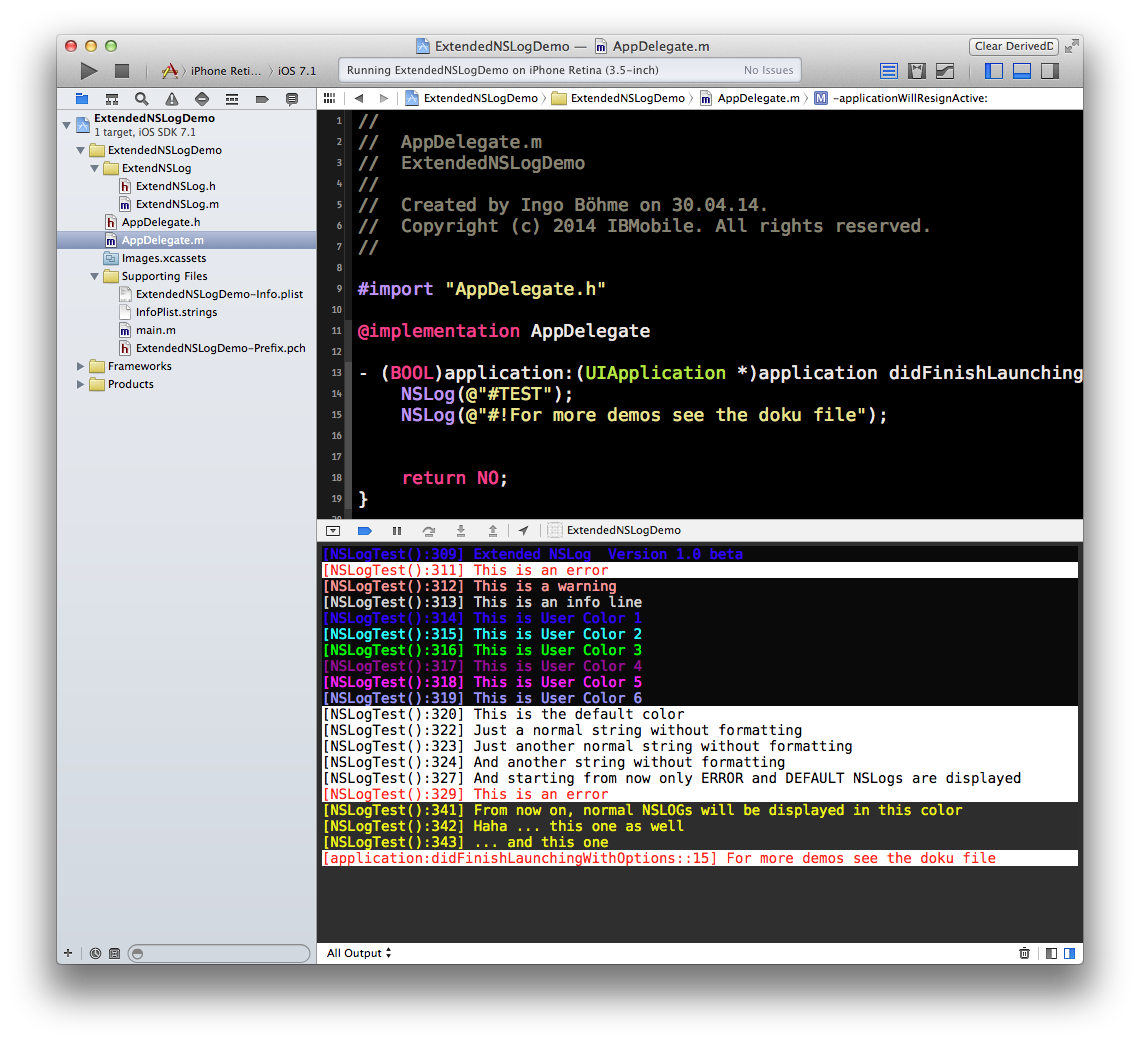 ExtendedNSLogDemo — AppDelegate.m
Clear DerivedD
iPhone Reti... iOS 7.1
Running ExtendedNSLogDemo on iPhone Retina (3.5-inch) No Issues
ExtendedNSLogDemo ExtendedNSLogDemo AppDelegate.m M -applicationWillResignActive:
ExtendedNSLogDemo
1 target, iOS SDK 7.1
ExtendedNSLogDemo
ExtendNSLog
h ExtendNSLog.h
m ExtendNSLog.m
h AppDelegate.h
m AppDelegate.m
Images.xcassets
Supporting Files
ExtendedNSLogDemo-Info.plist
InfoPlist.strings
m main.m
h ExtendedNSLogDemo-Prefix.pch
Frameworks
Products
1 //
2 // AppDelegate.m
3 // ExtendedNSLogDemo
4 //
5 // Created by Ingo Böhme on 30.04.14.
6 // Copyright (c) 2014 IBMobile. All rights reserved.
7 //
8
9 #import "AppDelegate.h"
10
11 @implementation AppDelegate
12
13 - (BOOL)application:(UIApplication *)application didFinishLaunching
14 NSLog(@"#TEST");
15 NSLog(@"#!For more demos see the doku file");
16
17
18 return NO;
19 }
ExtendedNSLogDemo
[NSLogTest():309] Extended NSLog  Version 1.0 beta
[NSLogTest():311] This is an error
[NSLogTest():312] This is a warning
[NSLogTest():313] This is an info line
[NSLogTest():314] This is User Color 1
[NSLogTest():315] This is User Color 2
[NSLogTest():316] This is User Color 3
[NSLogTest():317] This is User Color 4
[NSLogTest():318] This is User Color 5
[NSLogTest():319] This is User Color 6
[NSLogTest():320] This is the default color
[NSLogTest():322] Just a normal string without formatting
[NSLogTest():323] Just another normal string without formatting
[NSLogTest():324] And another string without formatting
[NSLogTest():327] And starting from now only ERROR and DEFAULT NSLogs are displayed
[NSLogTest():329] This is an error
[NSLogTest():341] From now on, normal NSLOGs will be displayed in this color
[NSLogTest():342] Haha ... this one as well
[NSLogTest():343] ... and this one
[application:didFinishLaunchingWithOptions::15] For more demos see the doku file
All Output